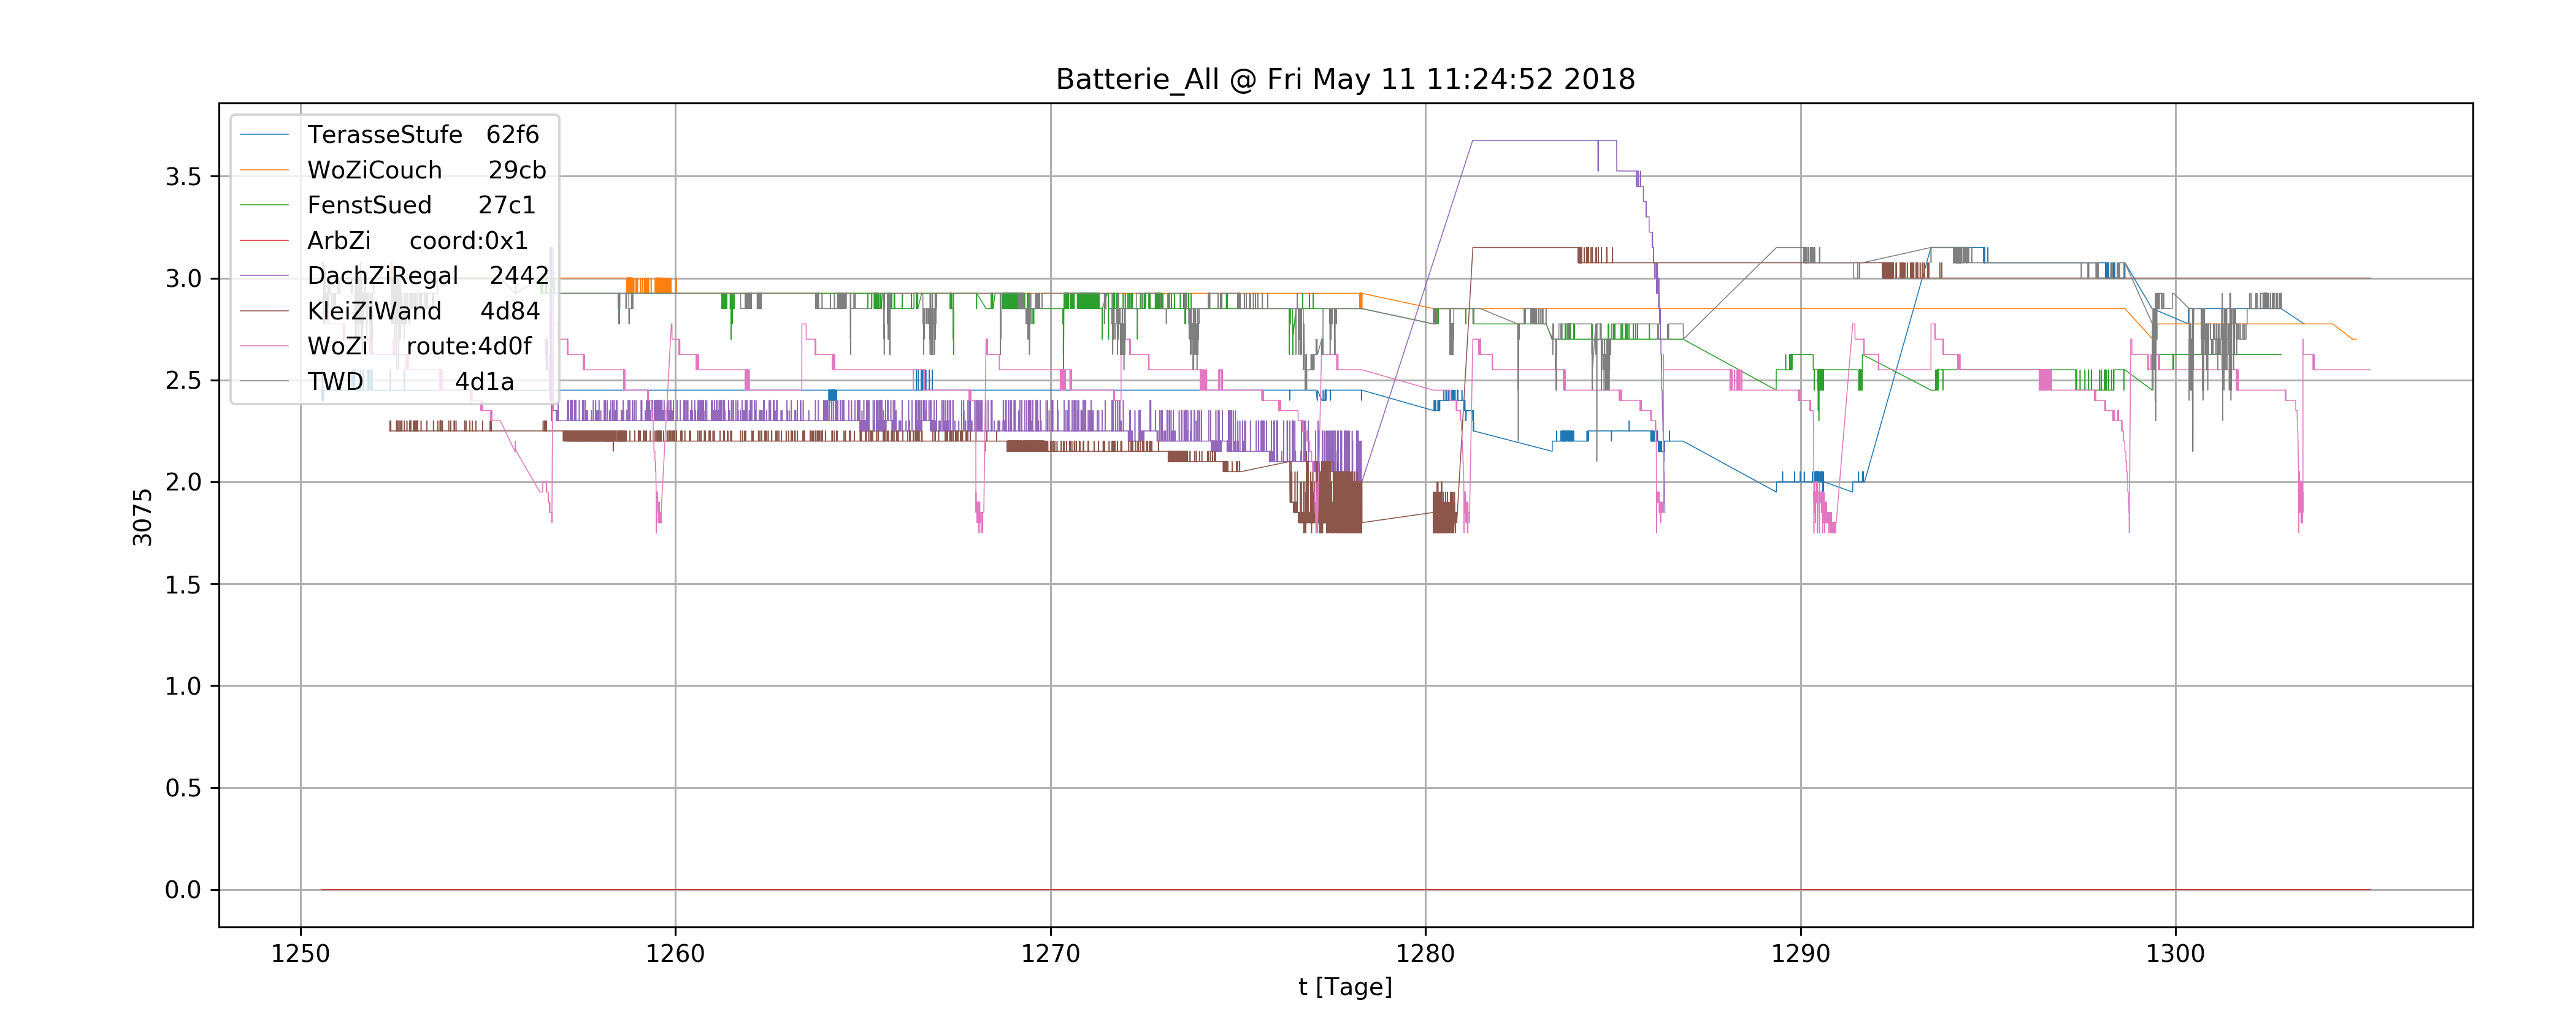 Batterie_All @ Fri May 11 11:24:52 2018
TerasseStufe 62f6
WoZiCouch 29cb
FenstSued 27c1
ArbZi coord:0x1
DachZiRegal 2442
KleiZiWand 4d84
WoZi route:4d0f
TWD 4d1a
3.5
3.0
2.5
2.0
1.5
1.0
0.5
0.0
3075
1250 1260 1270 1280 1290 1300
t [Tage]